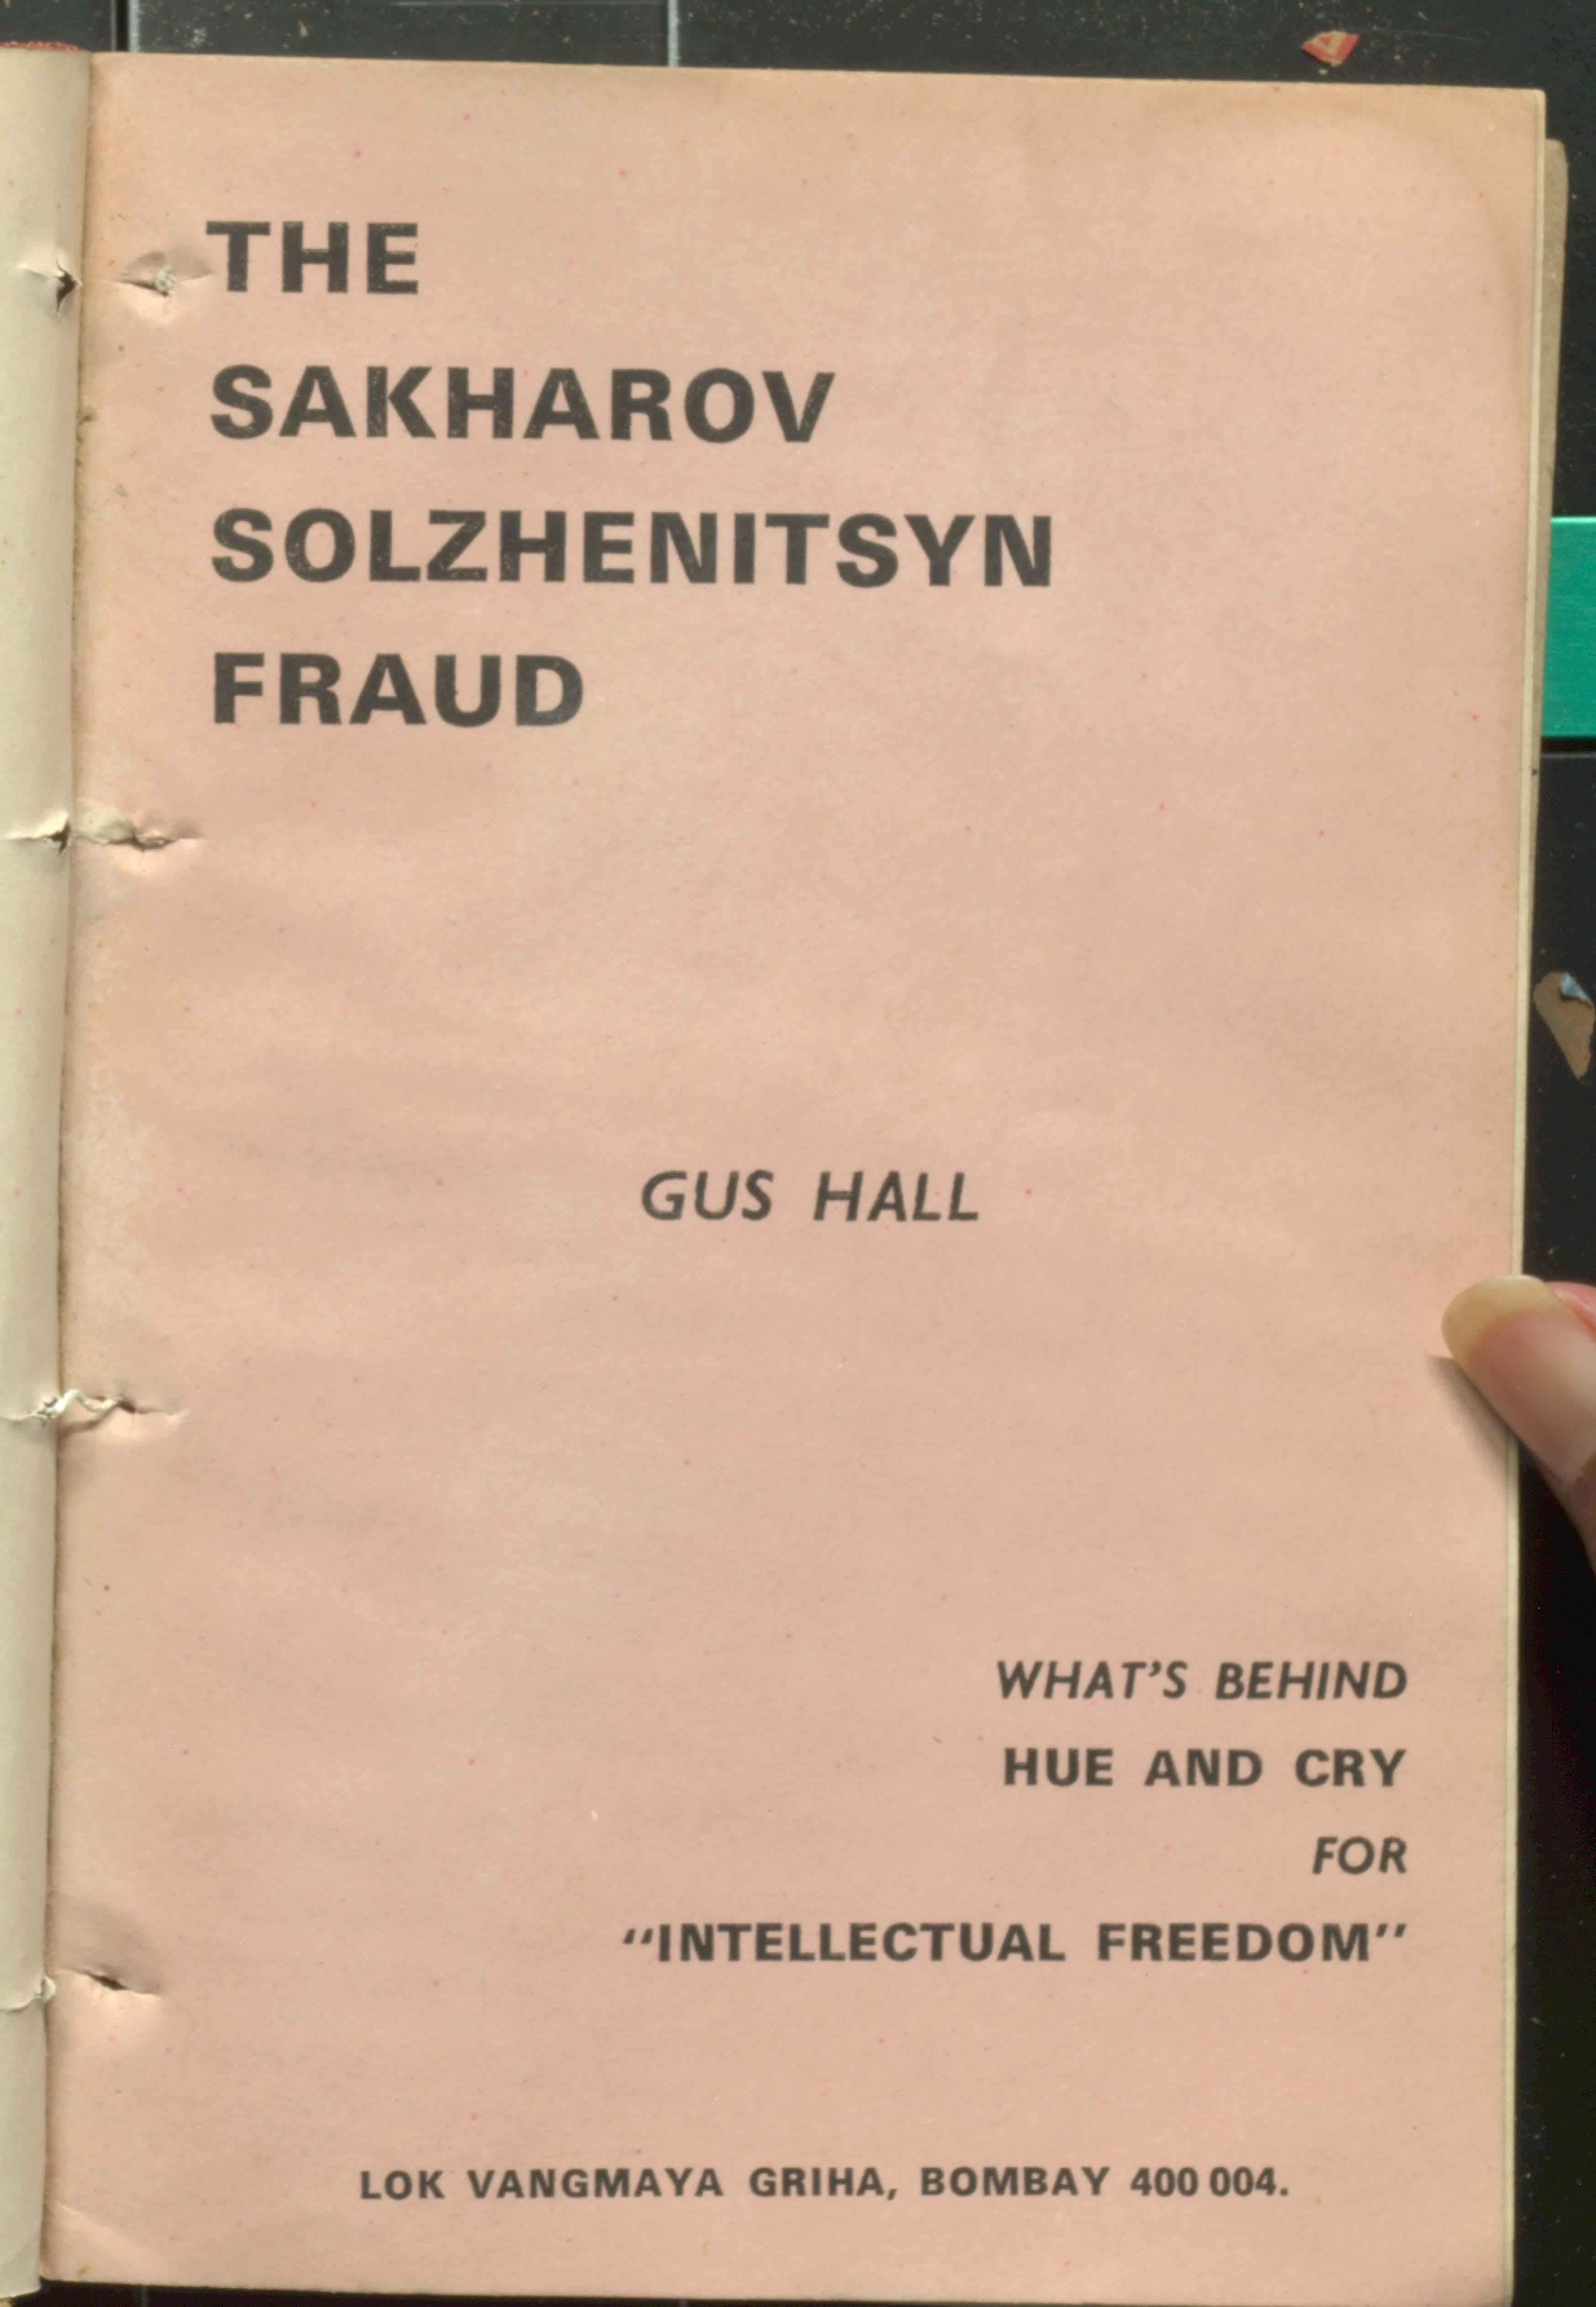 THE
SAKHAROV
SOLZHENITSYN
FRAUD
GUS HALL
WHAT'S BEHIND
HUE AND CRY
FOR
"INTELLECTUAL FREEDOM"
LOK VANGMAYA GRIHA, BOMBAY 400 004.